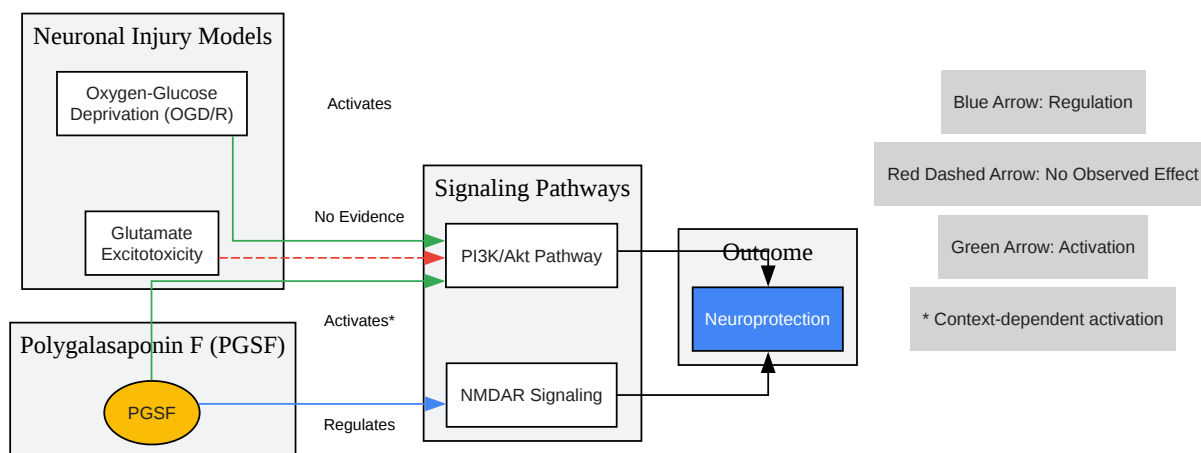 Neuronal Injury Models
Oxygen-Glucose
Deprivation (OGD/R)
Glutamate
Excitotoxicity
Polygalasaponin F (PGSF)
PGSF
Activates
No Evidence
Activates*
Regulates
Signaling Pathways
PI3K/Akt Pathway
NMDAR Signaling
Outcome
Neuroprotection
Blue Arrow: Regulation
Red Dashed Arrow: No Observed Effect
Green Arrow: Activation
* Context-dependent activation